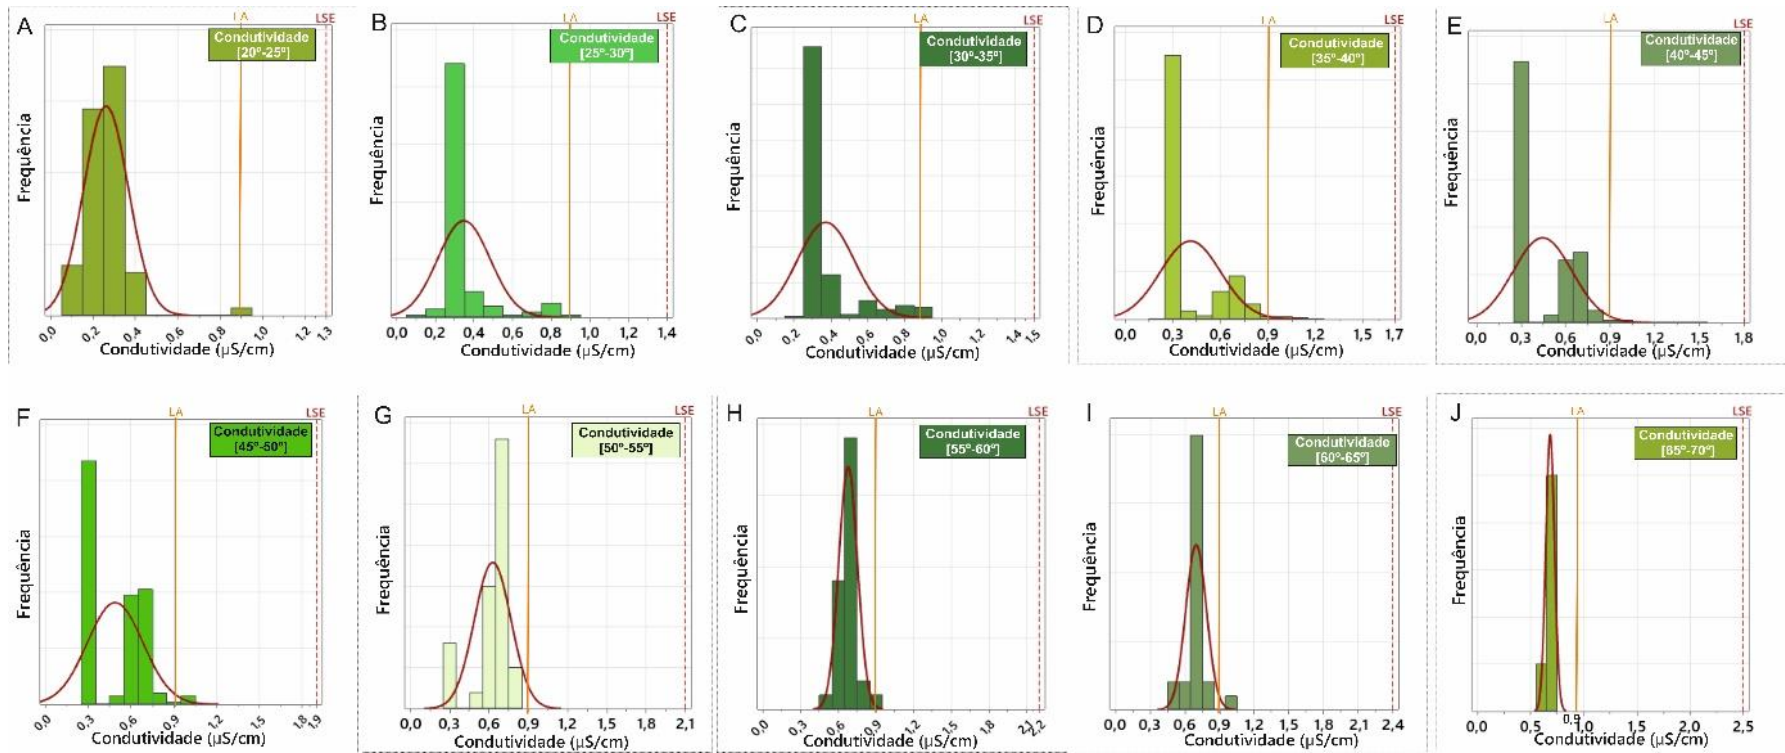 A
LA
LSE
Condutividade
[20º-25º]
Frequência
0,0 0,2 0,4 0,6 0,8 1,0 1,2 1,3
Condutividade (µS/cm)
B
LA
LSE
Condutividade
[25º-30º]
Frequência
0,0 0,2 0,4 0,6 0,8 1,0 1,2 1,4
Condutividade (µS/cm)
C
LA
LSE
Condutividade
[30º-35º]
Frequência
0,0 0,2 0,4 0,6 0,8 1,0 1,2 1,4 1,5
Condutividade (µS/cm)
D
LA
LSE
Condutividade
[35º-40º]
Frequência
0,0 0,3 0,6 0,9 1,2 1,5 1,7
Condutividade (µS/cm)
E
LA
LSE
Condutividade
[40º-45º]
Frequência
0,0 0,3 0,6 0,9 1,2 1,5 1,8
Condutividade (µS/cm)
F
LA
LSE
Condutividade
[45º-50º]
Frequência
0,0 0,3 0,6 0,9 1,2 1,5 1,8 1,9
Condutividade (µS/cm)
G
LA
LSE
Condutividade
[50º-55º]
Frequência
0,0 0,3 0,6 0,9 1,2 1,5 1,8 2,1
Condutividade (µS/cm)
H
LA
LSE
Condutividade
[55º-60º]
Frequência
0,0 0,3 0,6 0,9 1,2 1,5 1,8 2,1 2,2
Condutividade (µS/cm)
I
LA
LSE
Condutividade
[60º-65º]
Frequência
0,0 0,3 0,6 0,9 1,2 1,5 1,8 2,1 2,4
Condutividade (µS/cm)
J
LA
LSE
Condutividade
[65º-70º]
Frequência
0,0 0,5 0,9 1,0 1,5 2,0 2,5
Condutividade (µS/cm)